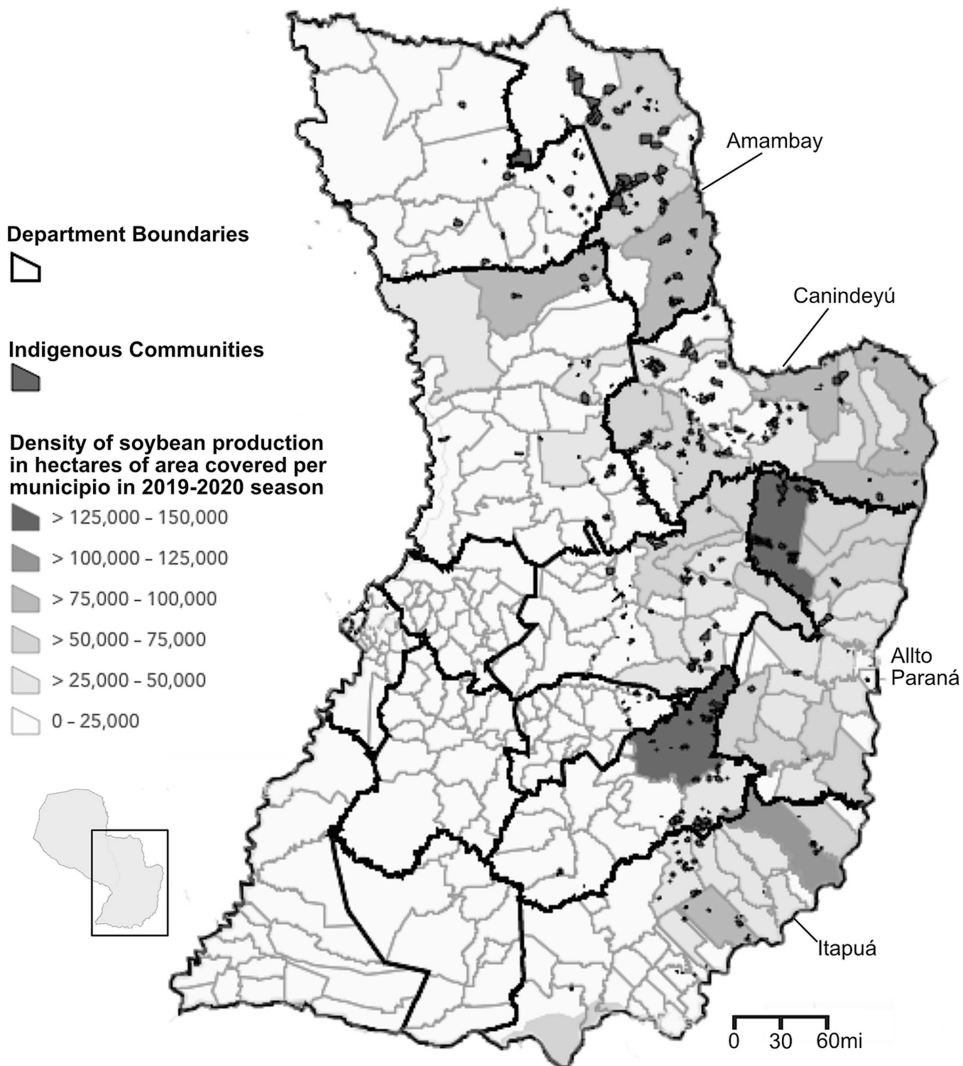 Amambay
Department Boundaries
Canindeyú
Indigenous Communities
Density of soybean production
in hectares of area covered per
municipio in 2019-2020 season
> 125,000 – 150,000
> 100,000 – 125,000
> 75,000 – 100,000
> 50,000 – 75,000
> 25,000 – 50,000
0 – 25,000
Allto
Paraná
Itapuá
0 30 60mi